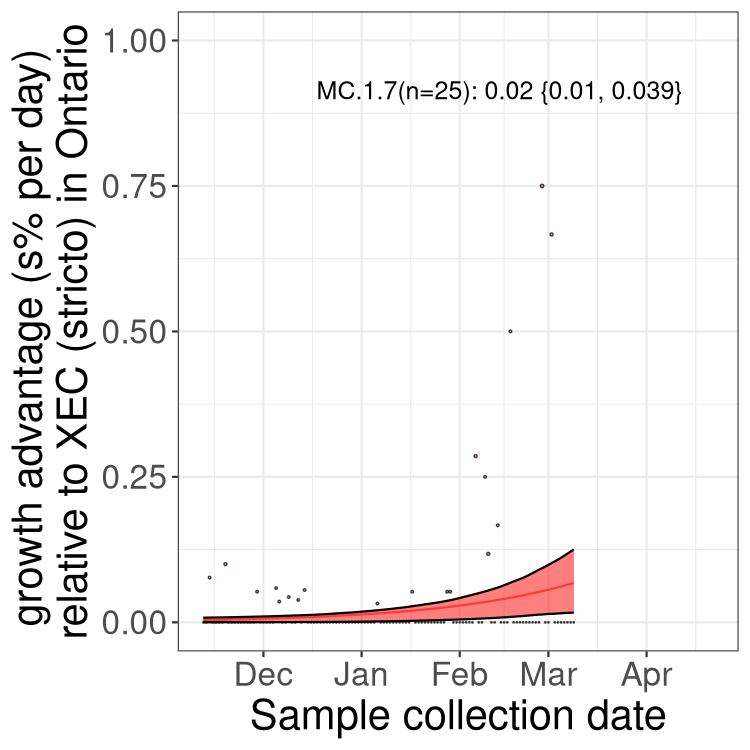 growth advantage (s% per day)
relative to XEC (stricto) in Ontario
1.00
MC.1.7(n=25): 0.02 {0.01, 0.039}
0.75
0.50
0.25
0.00
Dec Jan Feb Mar Apr
Sample collection date